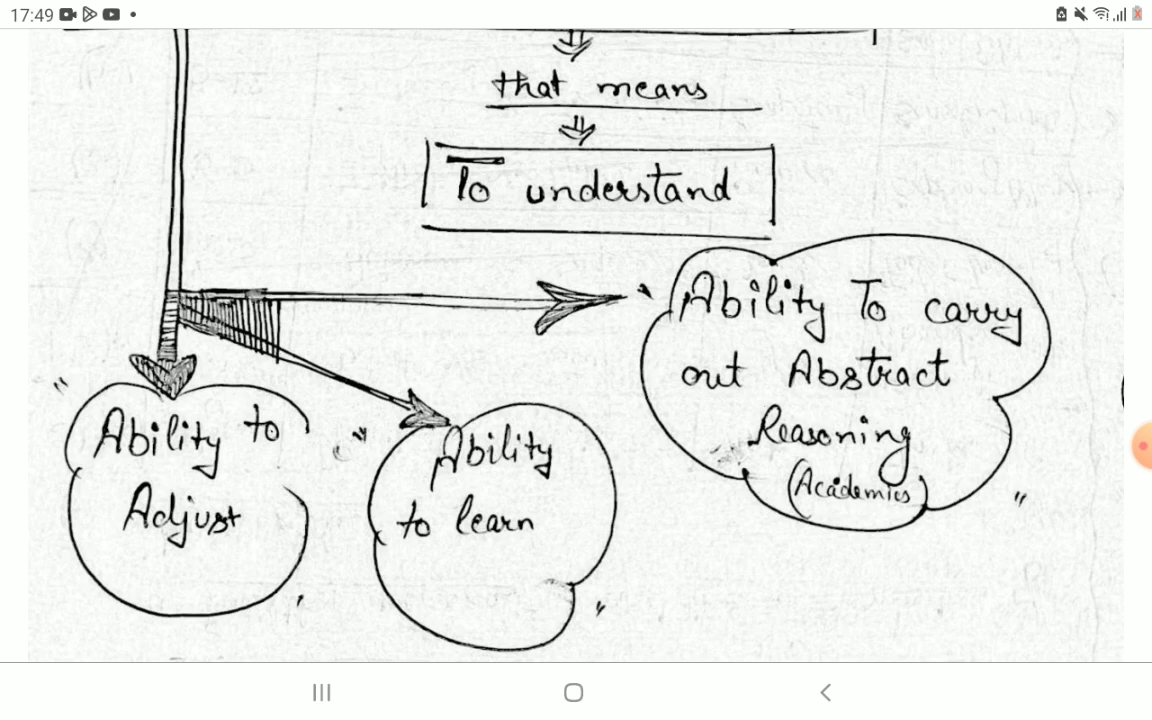 17:49
that means
To understand
Ability To carry
out Abstract
Reasoning
(Academics)
Ability to
Adjust
Ability
to learn